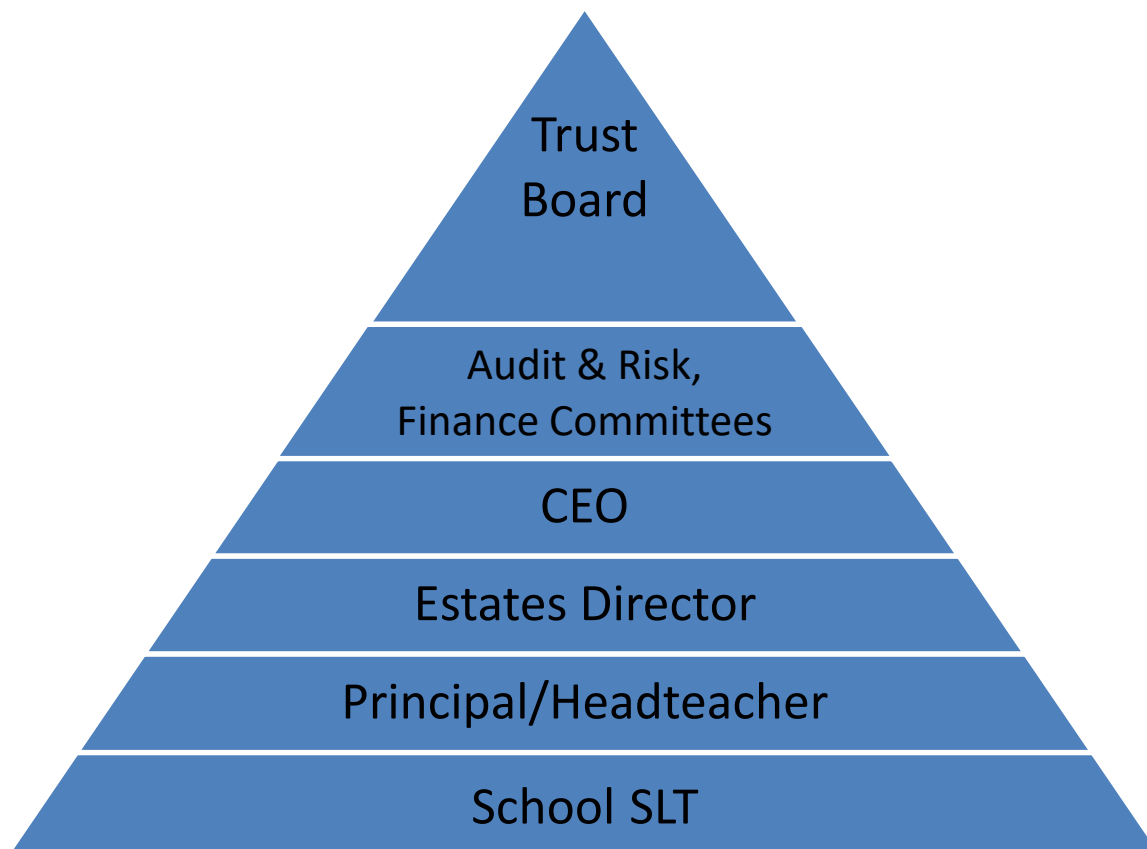 Trust
Board
Audit & Risk,
Finance Committees
CEO
Estates Director
Principal/Headteacher
School SLT